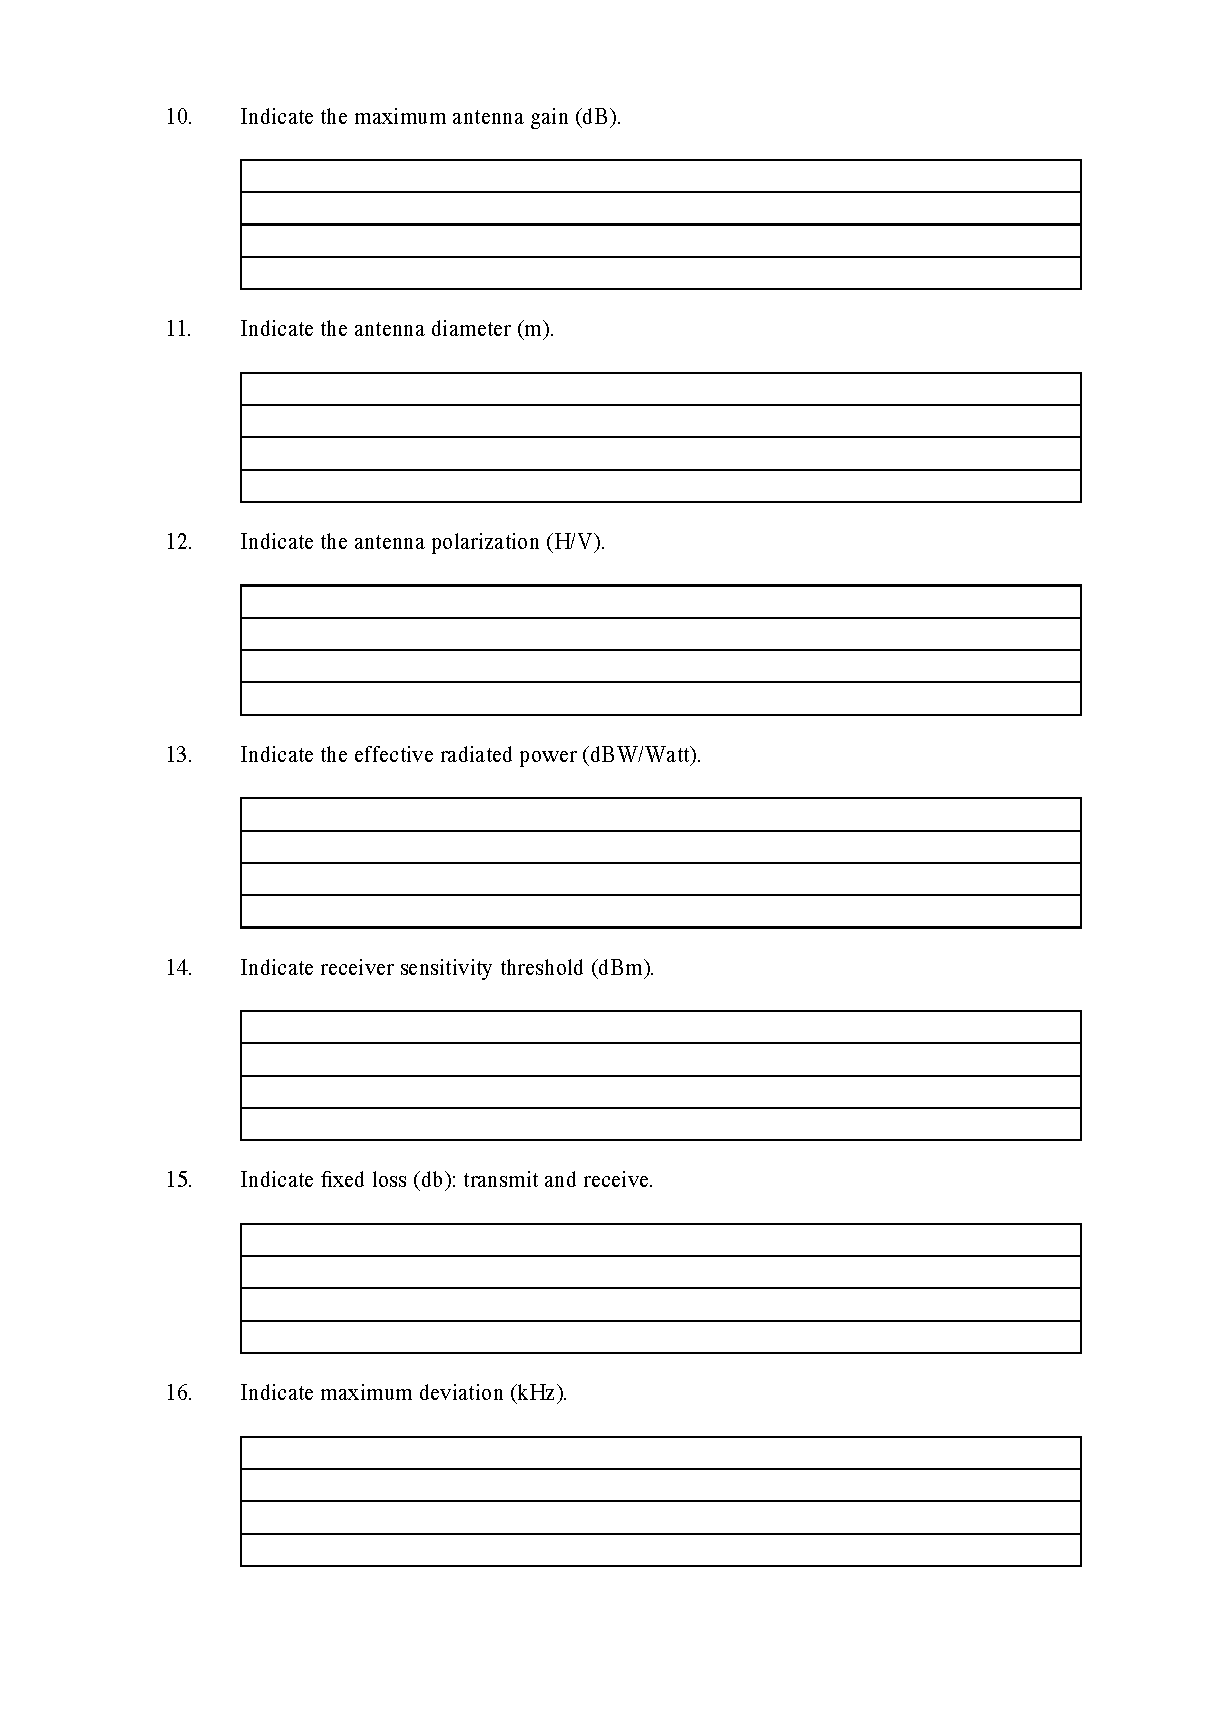 10. Indicate the maximum antenna gain (dB).
11. Indicate the antenna diameter (m).
12. Indicate the antenna polarization (H/V).
13. Indicate the effective radiated power (dBW/Watt).
14. Indicate receiver sensitivity threshold (dBm).
15. Indicate fixed loss (db): transmit and receive.
16. Indicate maximum deviation (kHz).